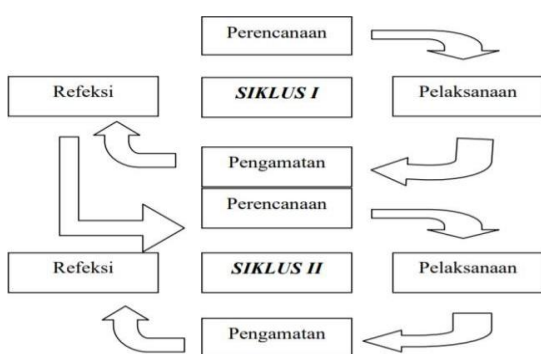 Perencanaan
Refeksi
SIKLUS I
Pelaksanaan
Pengamatan
Perencanaan
Refeksi
SIKLUS II
Pelaksanaan
Pengamatan